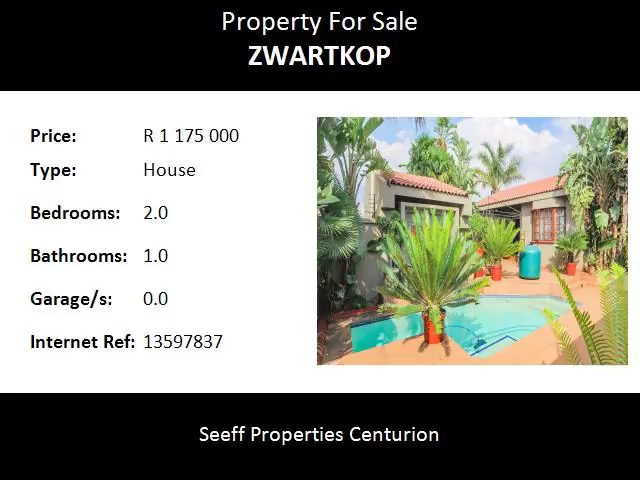 Property For Sale
ZWARTKOP
Price: R 1 175 000
Type: House
Bedrooms: 2.0
Bathrooms: 1.0
Garage/s: 0.0
Internet Ref: 13597837
Seeff Properties Centurion